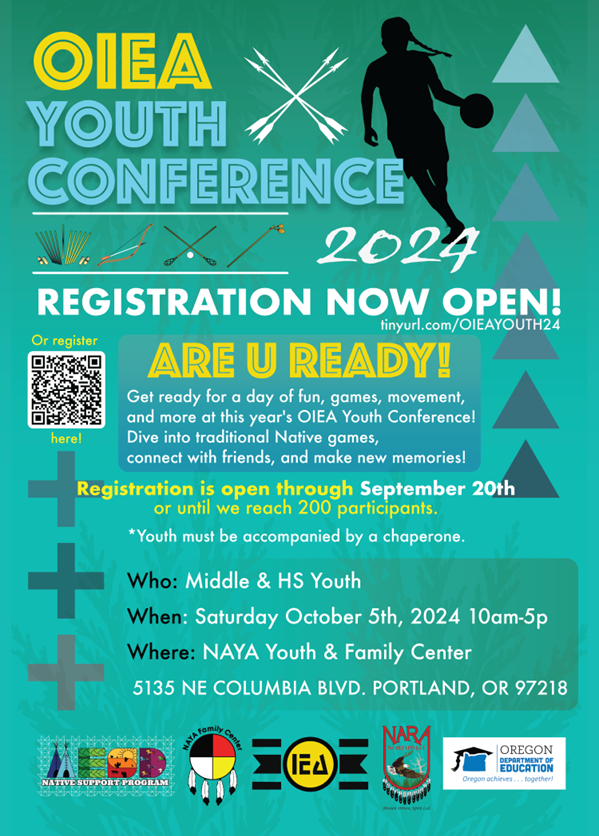 OIEA
YOUTH
CONFERENCE
2024
REGISTRATION NOW OPEN!
tinyurl.com/OIEAYOUTH24
Or register
here!
ARE U READY!
Get ready for a day of fun, games, movement,
and more at this year's OIEA Youth Conference!
Dive into traditional Native games,
connect with friends, and make new memories!
Registration is open through September 20th
or until we reach 200 participants.
*Youth must be accompanied by a chaperone.
Who: Middle & HS Youth
When: Saturday October 5th, 2024 10am-5p
Where: NAYA Youth & Family Center
5135 NE COLUMBIA BLVD. PORTLAND, OR 97218
NATIVE SUPPORT PROGRAM
NAYA Family Center
IEA
NARA
NORTHWEST
OREGON
DEPARTMENT OF
EDUCATION
Oregon achieves . . . together!